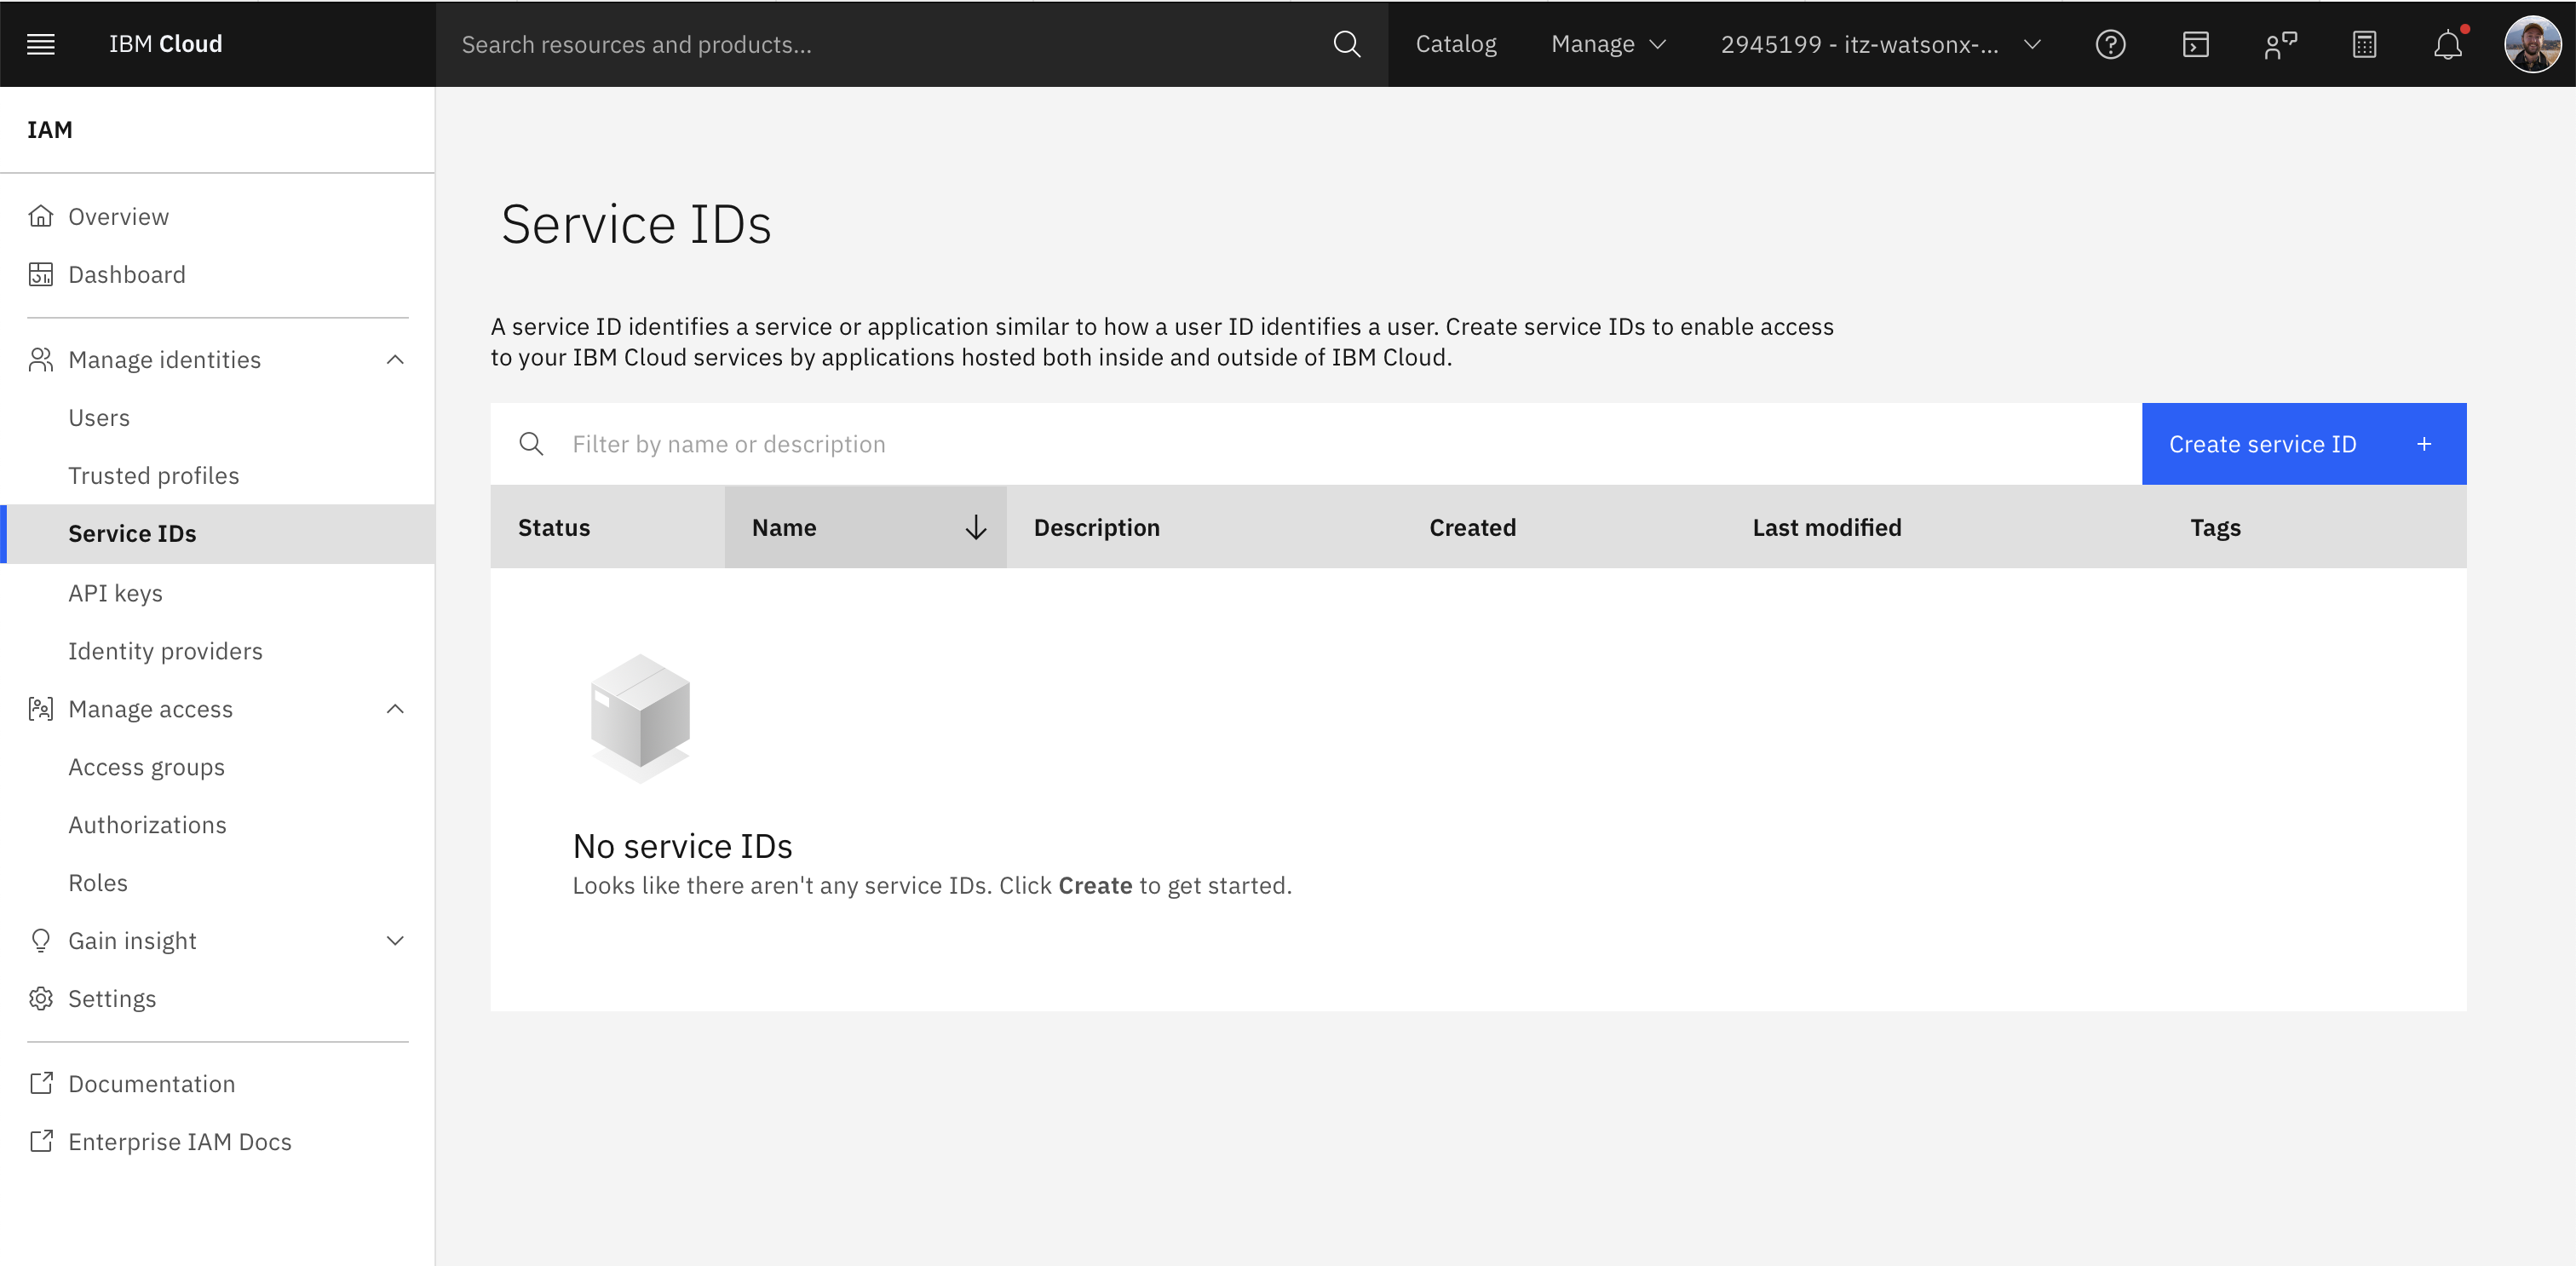 IBM Cloud
Search resources and products...
Catalog
Manage
2945199 - itz-watsonx-...
IAM
Overview
Dashboard
Manage identities
Users
Trusted profiles
Service IDs
API keys
Identity providers
Manage access
Access groups
Authorizations
Roles
Gain insight
Settings
Documentation
Enterprise IAM Docs
Service IDs
A service ID identifies a service or application similar to how a user ID identifies a user. Create service IDs to enable access
to your IBM Cloud services by applications hosted both inside and outside of IBM Cloud.
Filter by name or description
Create service ID +
Status Name Description Created Last modified Tags
No service IDs
Looks like there aren't any service IDs. Click Create to get started.